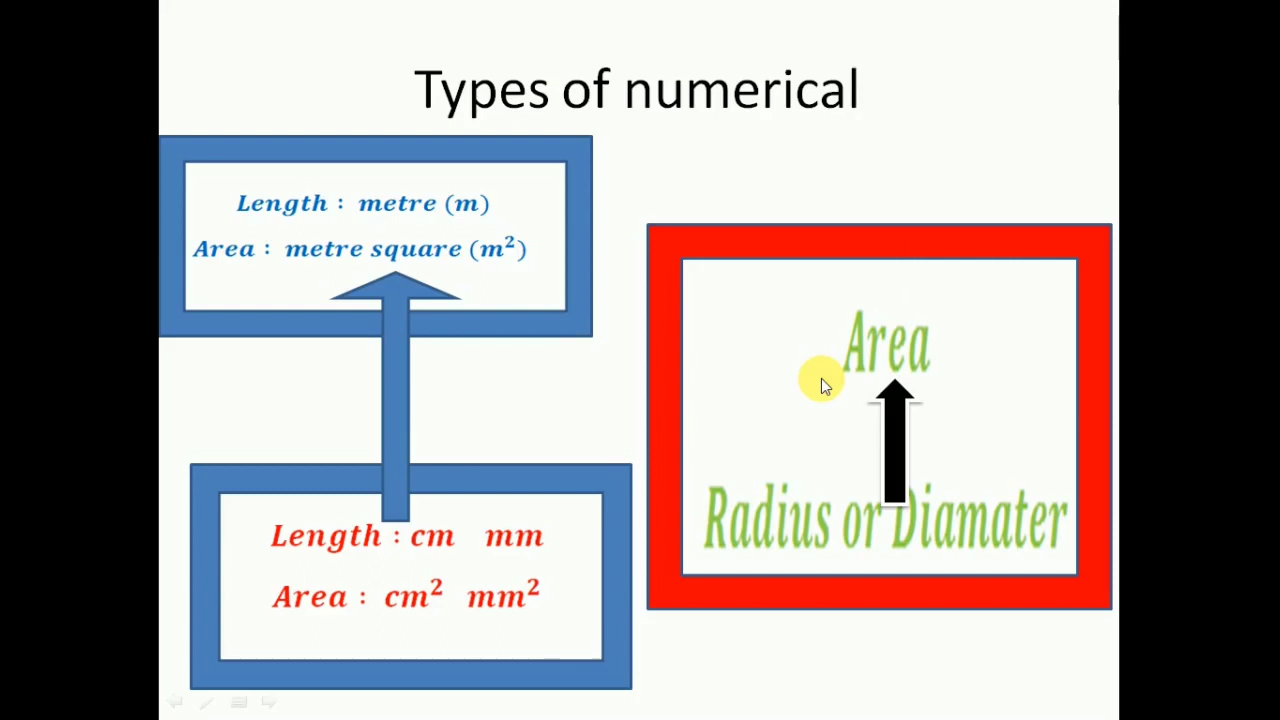 Types of numerical
Length : metre (m)
Area : metre square (m²)
Length : cm mm
Area : cm² mm²
Area
Radius or Diamater